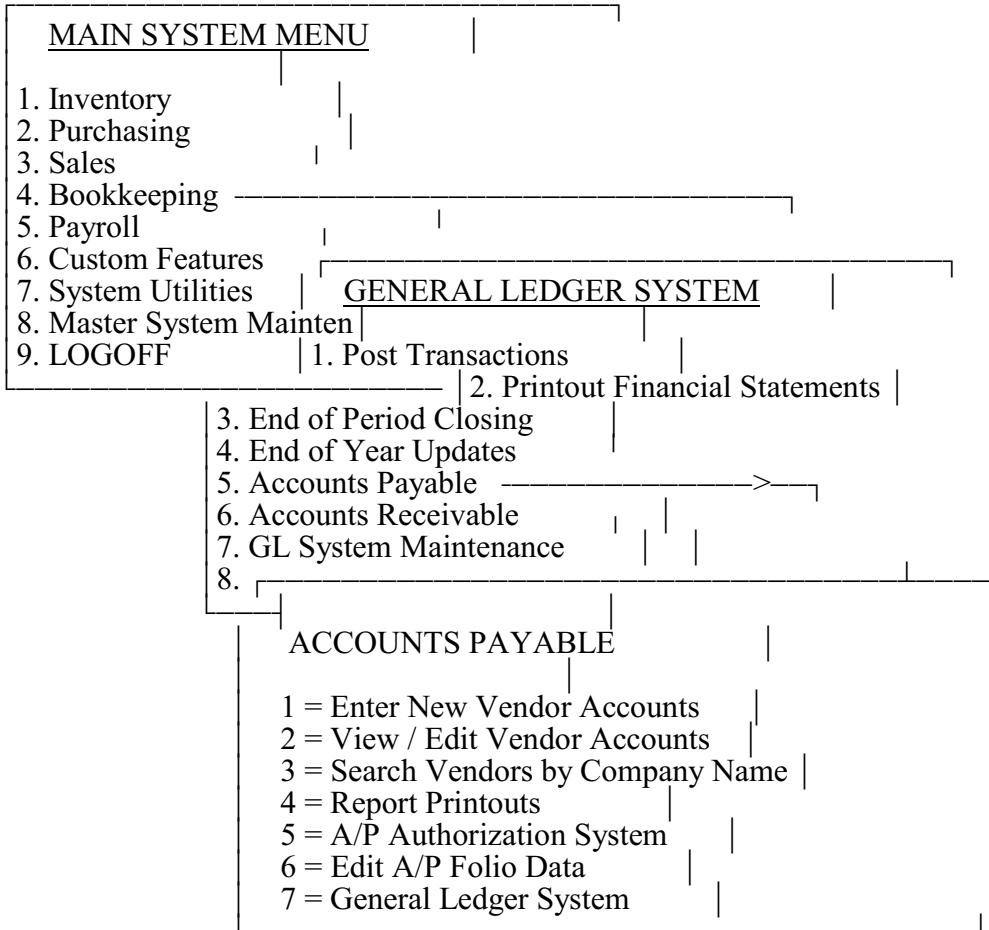 MAIN SYSTEM MENU
1. Inventory
2. Purchasing
3. Sales
4. Bookkeeping
5. Payroll
6. Custom Features
7. System Utilities GENERAL LEDGER SYSTEM
8. Master System Mainten
9. LOGOFF 1. Post Transactions
2. Printout Financial Statements
3. End of Period Closing
4. End of Year Updates
5. Accounts Payable >
6. Accounts Receivable
7. GL System Maintenance
8.
ACCOUNTS PAYABLE
1 = Enter New Vendor Accounts
2 = View / Edit Vendor Accounts
3 = Search Vendors by Company Name
4 = Report Printouts
5 = A/P Authorization System
6 = Edit A/P Folio Data
7 = General Ledger System